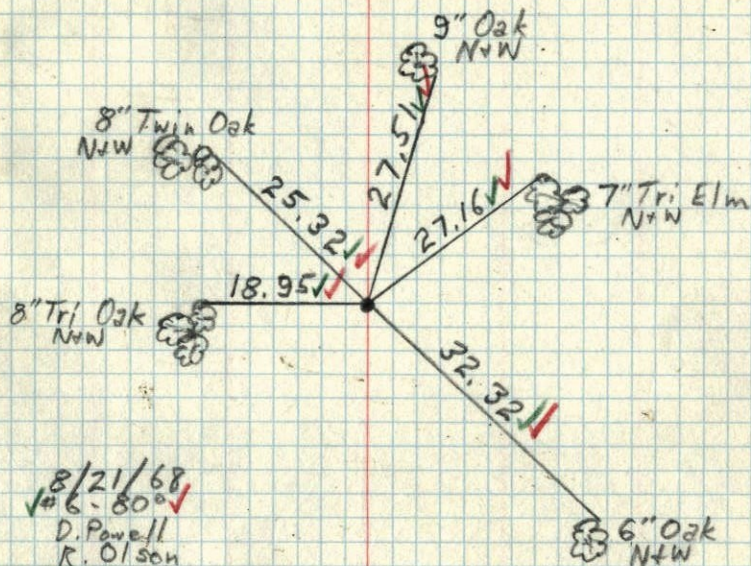 9" Oak
N+W
8" Twin Oak
N+W
27.51
25.32
27.16
7" Tri Elm
N+W
18.95
8" Tri Oak
N+W
32.32
8/21/68
#6 - 80°
D. Powell
R. Olson
6" Oak
N+W